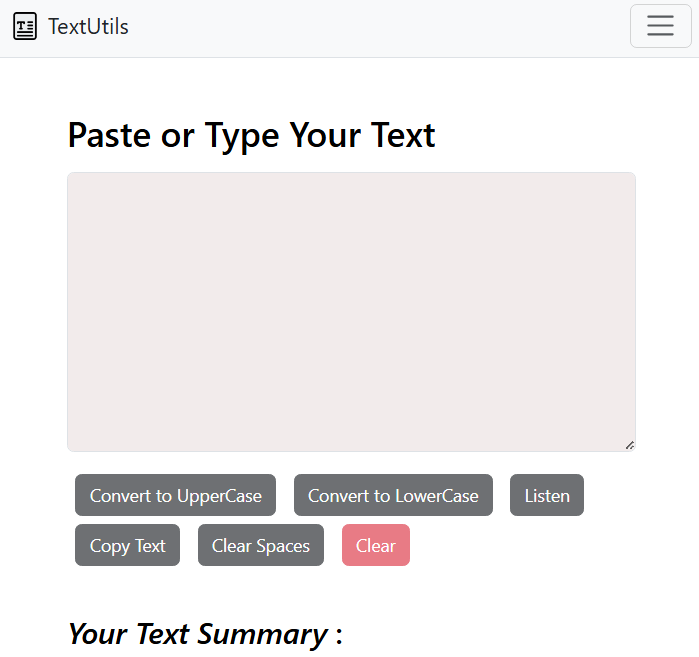 TextUtils
Paste or Type Your Text
Convert to UpperCase Convert to LowerCase Listen
Copy Text Clear Spaces Clear
Your Text Summary :